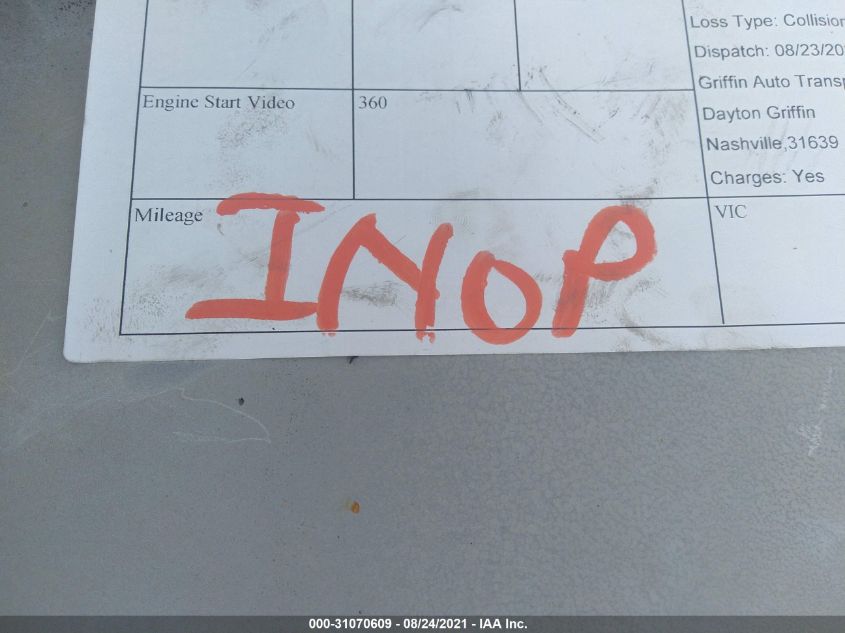 Loss Type: Collision
Dispatch: 08/23/20
Griffin Auto Transp
Engine Start Video
360
Dayton Griffin
Nashville,31639
Charges: Yes
Mileage
INOP
VIC
000-31070609 - 08/24/2021 - IAA Inc.